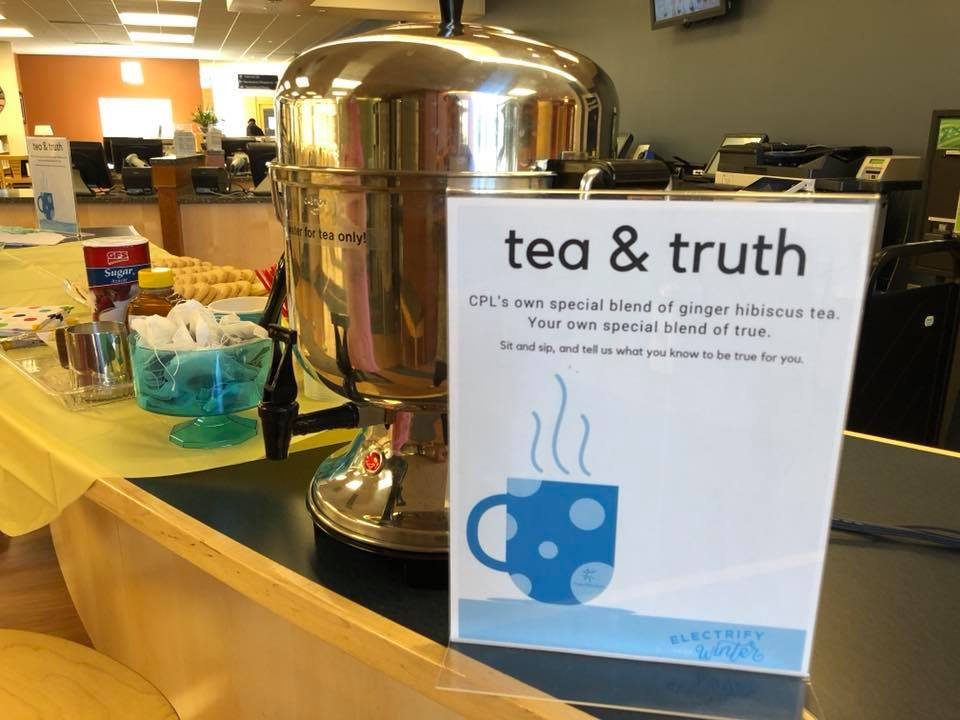 tea & truth
GFS
Sugar
water for tea only!
tea & truth
CPL's own special blend of ginger hibiscus tea.
Your own special blend of true.
Sit and sip, and tell us what you know to be true for you.
ELECTRIFY
Winter